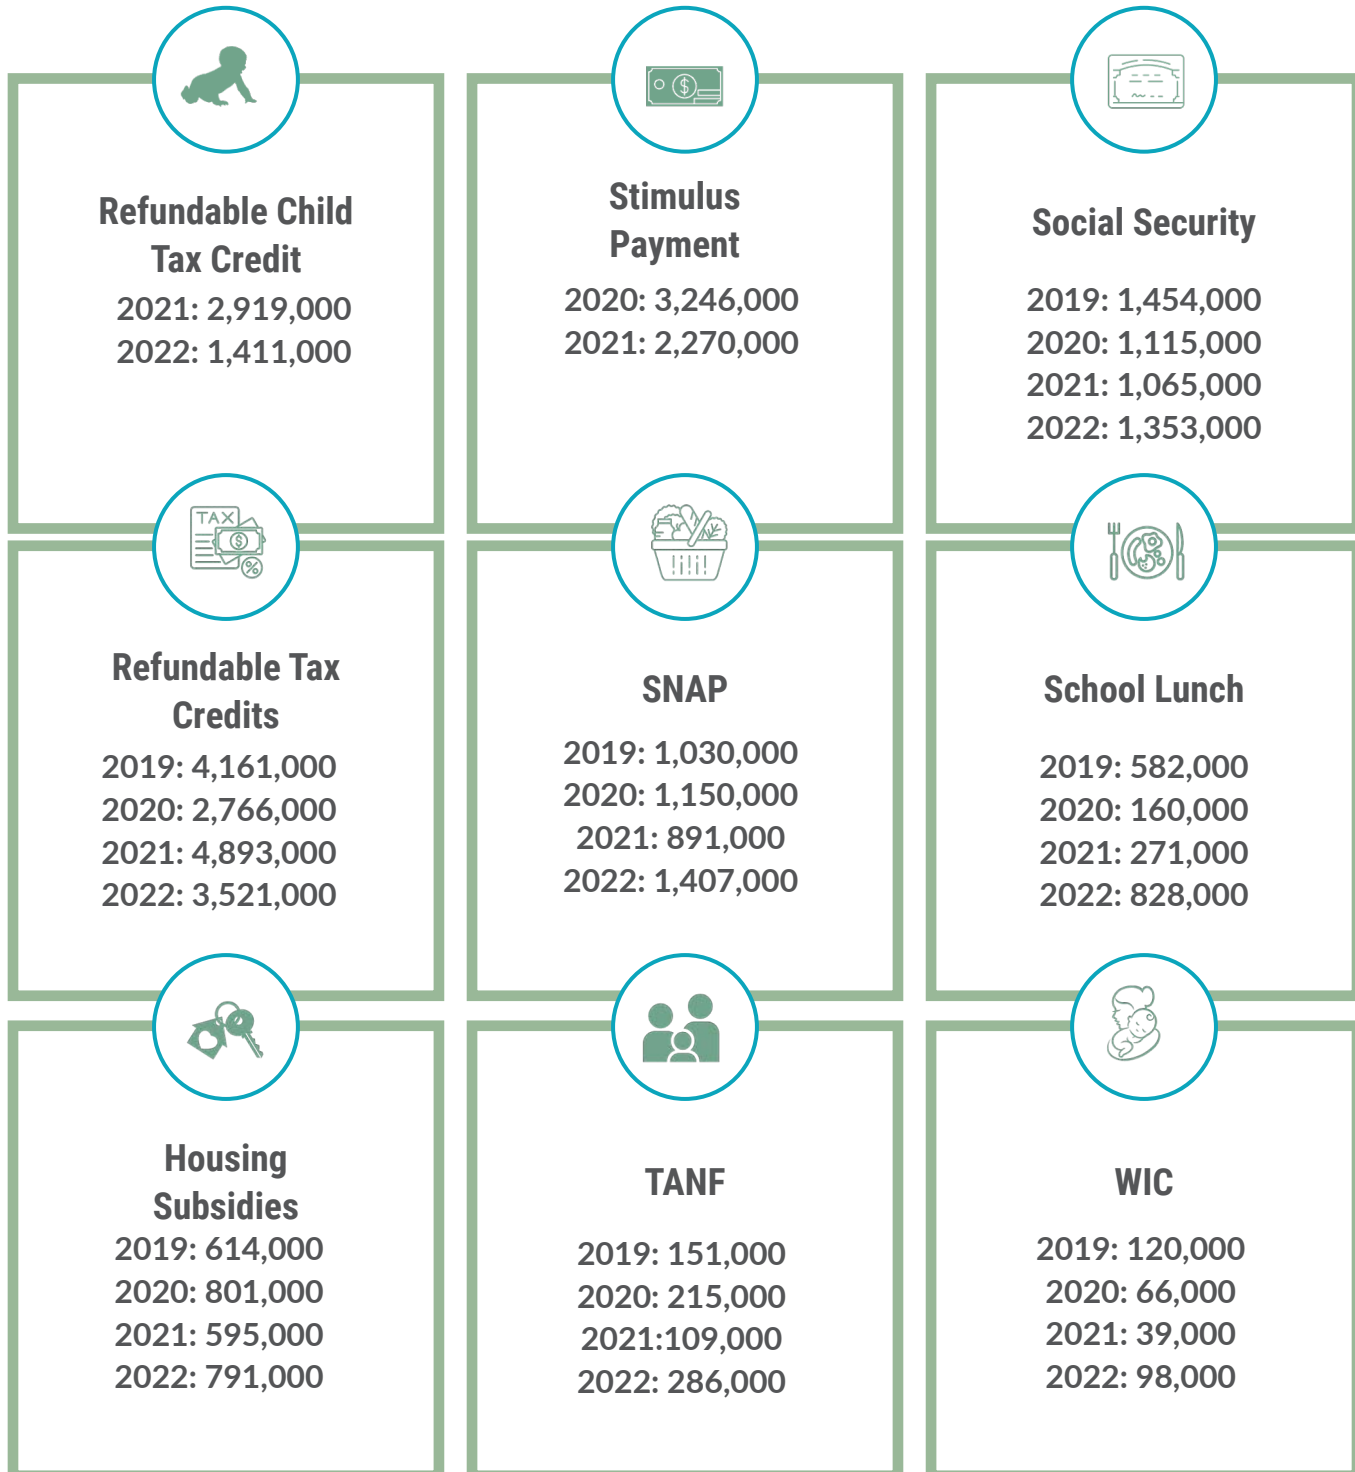 Refundable Child
Tax Credit
2021: 2,919,000
2022: 1,411,000
Stimulus
Payment
2020: 3,246,000
2021: 2,270,000
Social Security
2019: 1,454,000
2020: 1,115,000
2021: 1,065,000
2022: 1,353,000
TAX
Refundable Tax
Credits
2019: 4,161,000
2020: 2,766,000
2021: 4,893,000
2022: 3,521,000
SNAP
2019: 1,030,000
2020: 1,150,000
2021: 891,000
2022: 1,407,000
School Lunch
2019: 582,000
2020: 160,000
2021: 271,000
2022: 828,000
Housing
Subsidies
2019: 614,000
2020: 801,000
2021: 595,000
2022: 791,000
TANF
2019: 151,000
2020: 215,000
2021:109,000
2022: 286,000
WIC
2019: 120,000
2020: 66,000
2021: 39,000
2022: 98,000